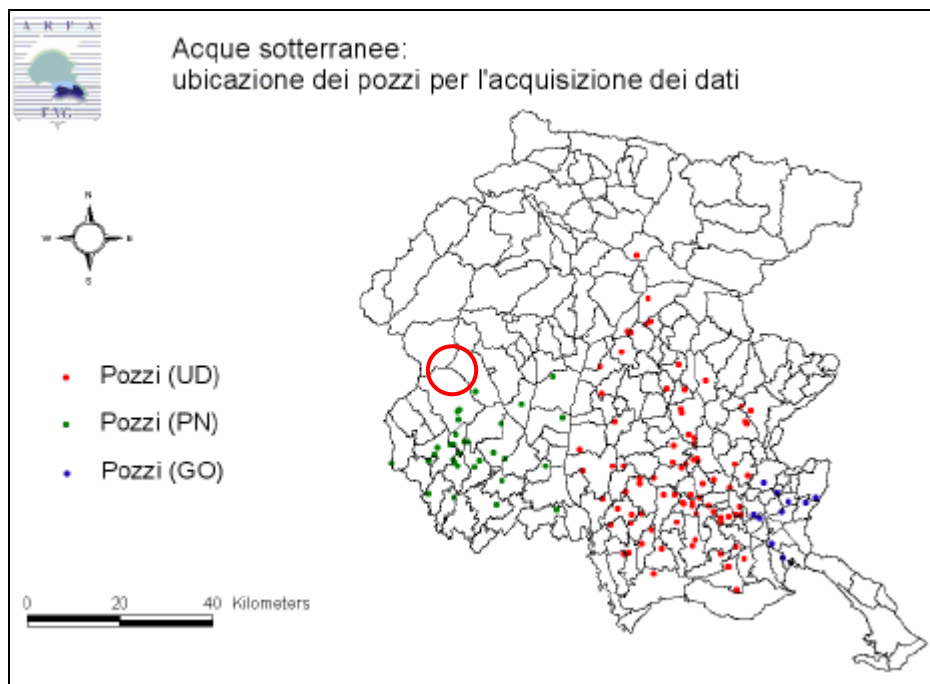 A R P A
FVG
Acque sotterranee:
ubicazione dei pozzi per l'acquisizione dei dati
N
W E
S
Pozzi (UD)
Pozzi (PN)
Pozzi (GO)
0 20 40 Kilometers